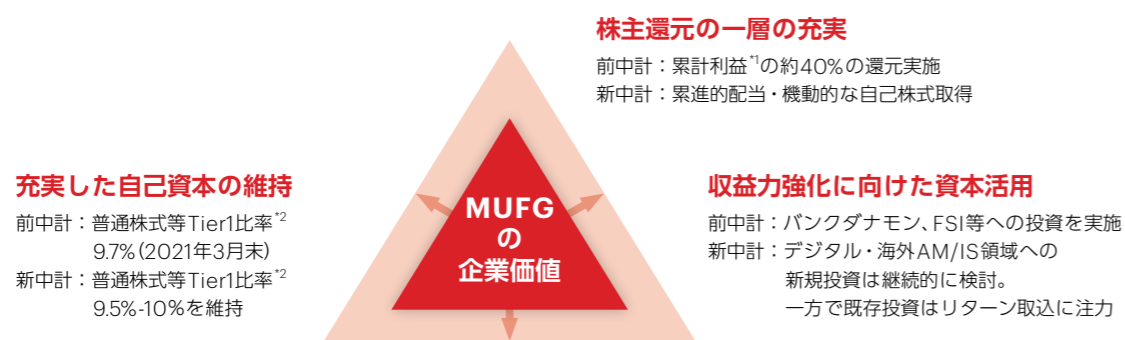 株主還元の一層の充実
前中計：累計利益*1の約40%の還元実施
新中計：累進的配当・機動的な自己株式取得
充実した自己資本の維持
前中計：普通株式等Tier1比率*2
9.7%（2021年3月末）
新中計：普通株式等Tier1比率*2
9.5%-10%を維持
MUFG
の
企業価値
収益力強化に向けた資本活用
前中計：バンクダナモン、FSI等への投資を実施
新中計：デジタル・海外AM/IS領域への
新規投資は継続的に検討。
一方で既存投資はリターン取込に注力